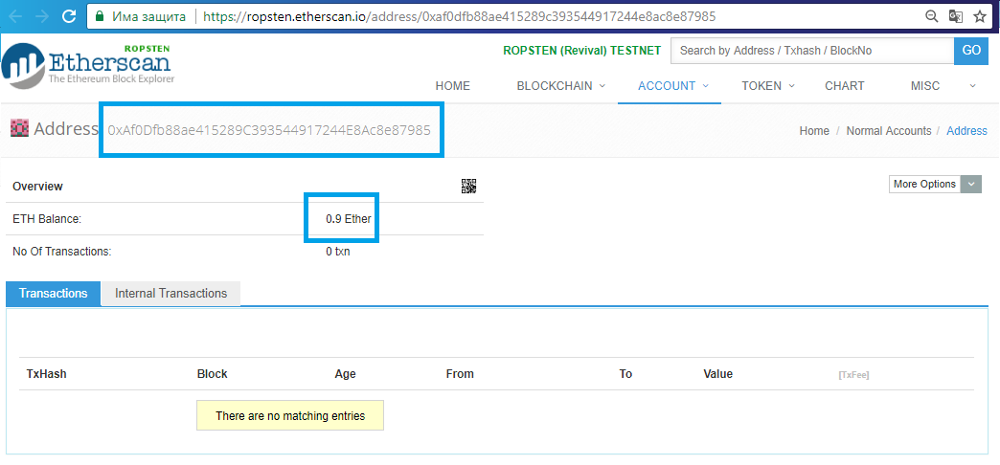 Има защита https://ropsten.etherscan.io/address/0xaf0dfb88ae415289c393544917244e8ac8e87985
ROPSTEN
Etherscan
The Ethereum Block Explorer
ROPSTEN (Revival) TESTNET Search by Address / Txhash / BlockNo GO
HOME BLOCKCHAIN ACCOUNT TOKEN CHART MISC
Address 0xAf0Dfb88ae415289C393544917244E8Ac8e87985 Home / Normal Accounts / Address
Overview More Options
ETH Balance: 0.9 Ether
No Of Transactions: 0 txn
Transactions Internal Transactions
TxHash Block Age From To Value [TxFee]
There are no matching entries